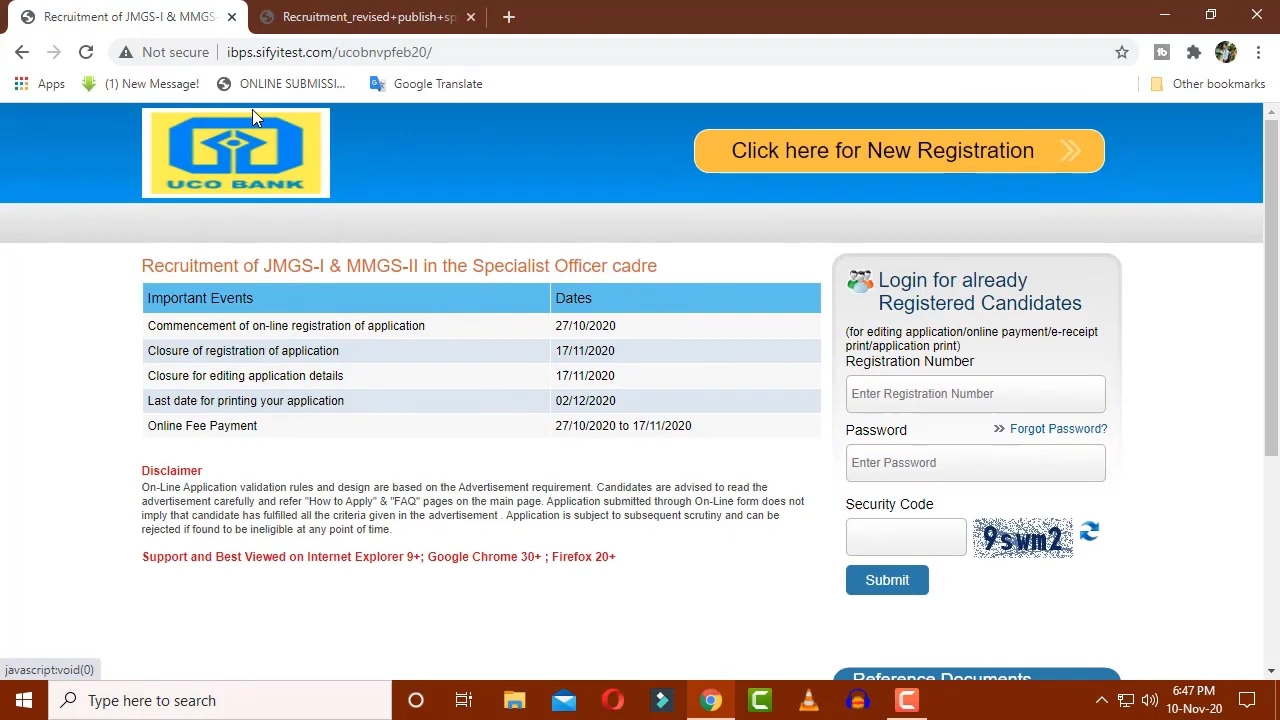 Recruitment of JMGS-I & MMGS-
Recruitment_revised+publish+sp
Not secure
ibps.sifyitest.com/ucobnvpfeb20/
Apps
(1) New Message!
ONLINE SUBMISSI...
Google Translate
Other bookmarks
UCO BANK
Click here for New Registration
Recruitment of JMGS-I & MMGS-II in the Specialist Officer cadre
Important Events Dates
Commencement of on-line registration of application 27/10/2020
Closure of registration of application 17/11/2020
Closure for editing application details 17/11/2020
Last date for printing your application 02/12/2020
Online Fee Payment 27/10/2020 to 17/11/2020
Disclaimer
On-Line Application validation rules and design are based on the Advertisement requirement. Candidates are advised to read the
advertisement carefully and refer "How to Apply" & "FAQ" pages on the main page. Application submitted through On-Line form does not
imply that candidate has fulfilled all the criteria given in the advertisement . Application is subject to subsequent scrutiny and can be
rejected if found to be ineligible at any point of time.
Support and Best Viewed on Internet Explorer 9+; Google Chrome 30+ ; Firefox 20+
Login for already
Registered Candidates
(for editing application/online payment/e-receipt
print/application print)
Registration Number
Enter Registration Number
Password
Forgot Password?
Enter Password
Security Code
9swm2
Submit
Reference Documents
javascript:void(0)
Type here to search
6:47 PM
10-Nov-20